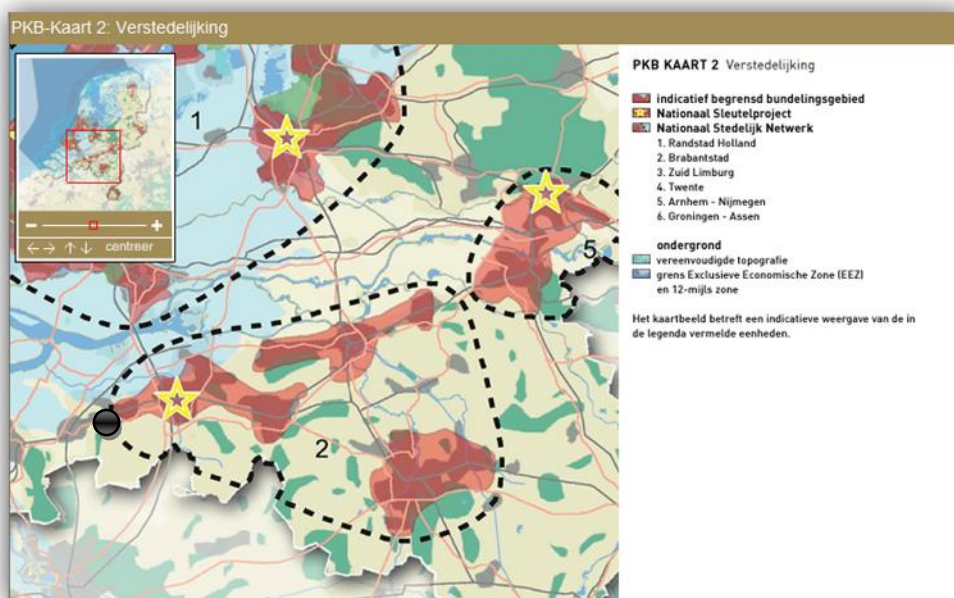 PKB-Kaart 2: Verstedelijking
1
5
2
centreer
PKB KAART 2 Verstedelijking
indicatief begrensd bundelingsgebied
Nationaal Sleutelproject
Nationaal Stedelijk Netwerk
1. Randstad Holland
2. Brabantstad
3. Zuid Limburg
4. Twente
5. Arnhem - Nijmegen
6. Groningen - Assen
ondergrond
vereenvoudigde topografie
grens Exclusieve Economische Zone (EEZ)
en 12-mijls zone
Het kaartbeeld betreft een indicatieve weergave van de in
de legenda vermelde eenheden.